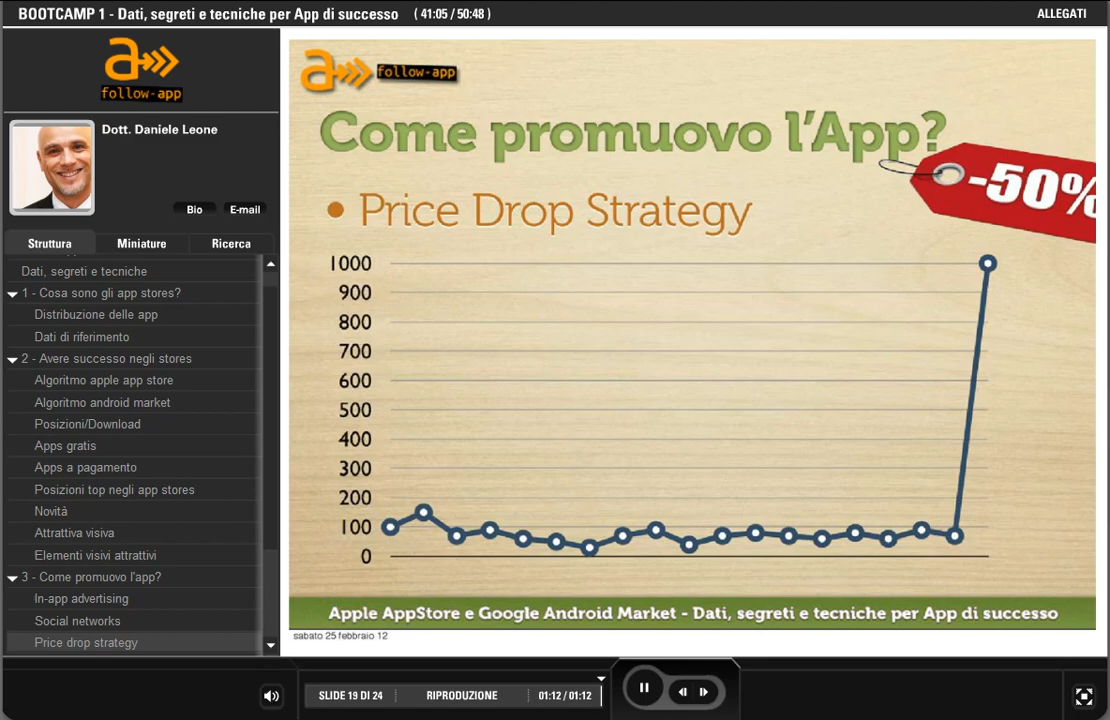 BOOTCAMP 1 - Dati, segreti e tecniche per App di successo ( 41:05 / 50:48 )
ALLEGATI
follow-app
Dott. Daniele Leone
Bio
E-mail
Struttura
Miniature
Ricerca
Dati, segreti e tecniche
1 - Cosa sono gli app stores?
Distribuzione delle app
Dati di riferimento
2 - Avere successo negli stores
Algoritmo apple app store
Algoritmo android market
Posizioni/Download
Apps gratis
Apps a pagamento
Posizioni top negli app stores
Novità
Attrattiva visiva
Elementi visivi attrattivi
3 - Come promuovo l'app?
In-app advertising
Social networks
Price drop strategy
follow-app
Come promuovo l'App?
-50%
• Price Drop Strategy
1000
900
800
700
600
500
400
300
200
100
0
Apple AppStore e Google Android Market - Dati, segreti e tecniche per App di successo
sabato 25 febbraio 12
SLIDE 19 DI 24
RIPRODUZIONE
01:12 / 01:12